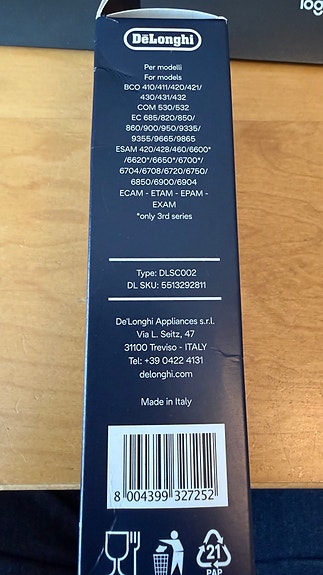 log
DeLonghi
Per modelli
For models
BCO 410/411/420/421/
430/431/432
COM 530/532
EC 685/820/850/
860/900/950/9335/
9355/9665/9865
ESAM 420/428/460/6600*
/6620*/6650*/6700*/
6704/6708/6720/6750/
6850/6900/6904
ECAM - ETAM - EPAM -
EXAM
*only 3rd series
Type: DLSC002
DL SKU: 5513292811
De'Longhi Appliances s.r.l.
Via L. Seitz, 47
31100 Treviso - ITALY
Tel: +39 0422 4131
delonghi.com
Made in Italy
8 004399 327252
21
PAP